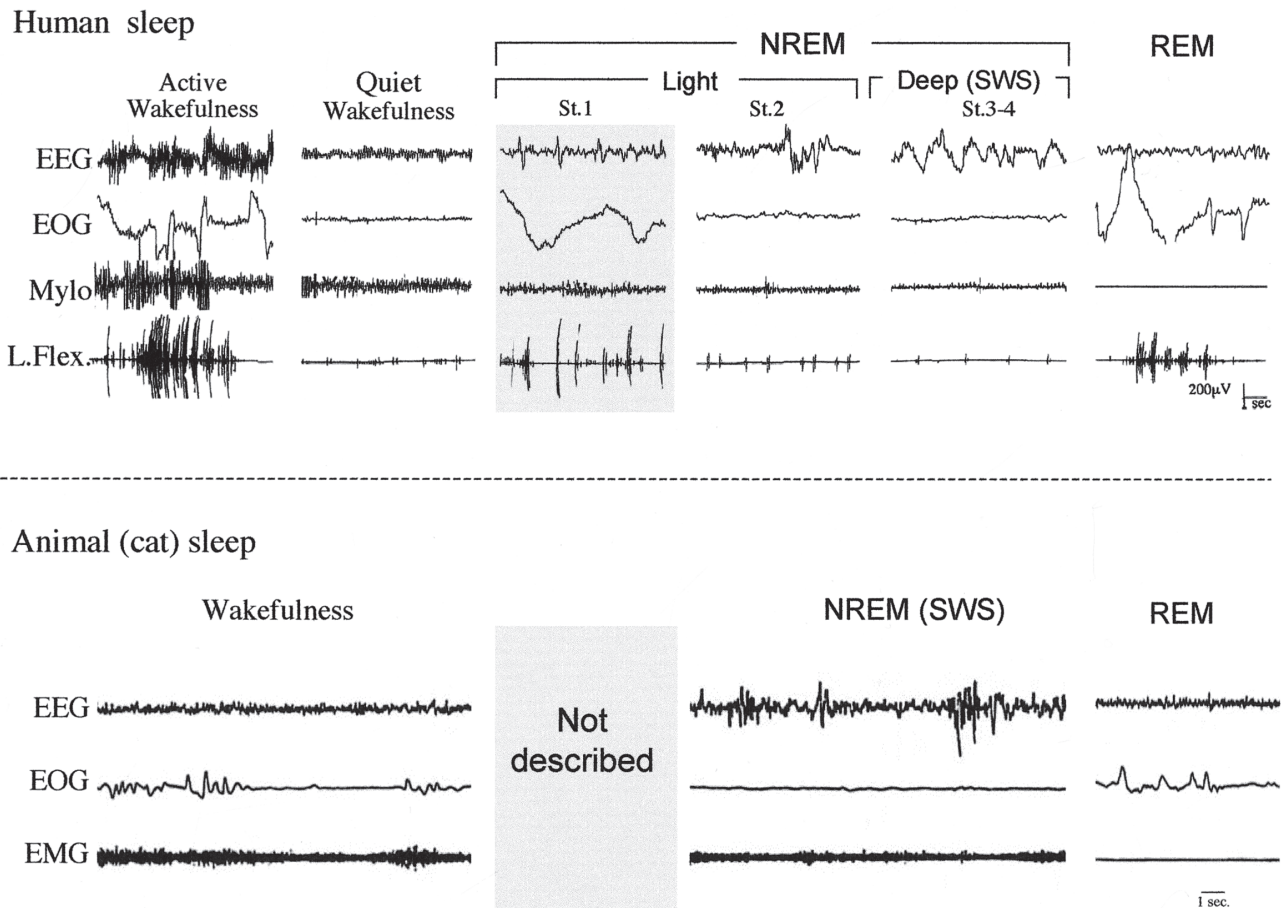 Human sleep
NREM
REM
Active
Wakefulness
Quiet
Wakefulness
Light
Deep (SWS)
St.1
St.2
St.3-4
EEG
EOG
Mylo
L.Flex.
200µV
1 sec
Animal (cat) sleep
Wakefulness
NREM (SWS)
REM
EEG
Not
described
EOG
EMG
1 sec.